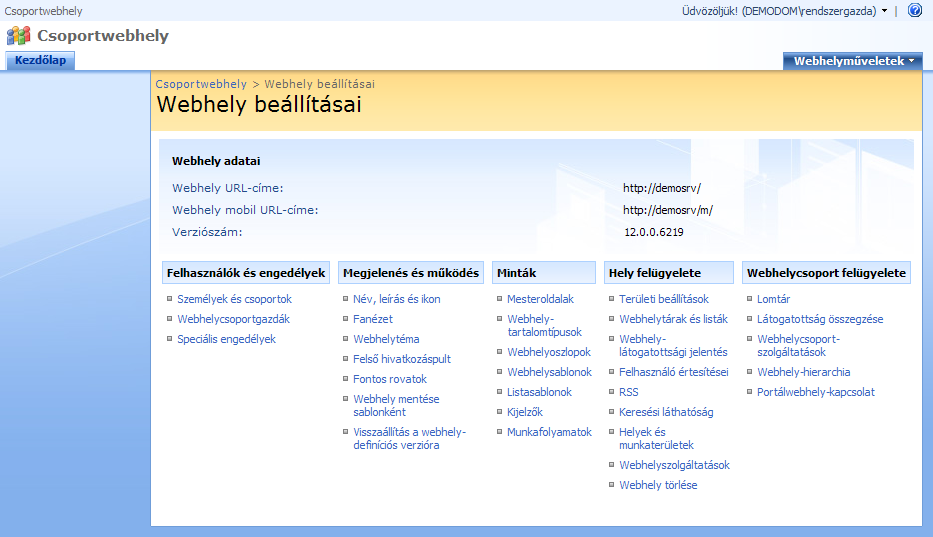 Csoportwebhely
Üdvözöljük! (DEMODOM\rendszergazda)
Csoportwebhely
Kezdőlap
Webhelyműveletek
Csoportwebhely > Webhely beállításai
Webhely beállításai
Webhely adatai
Webhely URL-címe: http://demosrv/
Webhely mobil URL-címe: http://demosrv/m/
Verziószám: 12.0.0.6219
Felhasználók és engedélyek
Személyek és csoportok
Webhelycsoportgazdák
Speciális engedélyek
Megjelenés és működés
Név, leírás és ikon
Fanézet
Webhelytéma
Felső hivatkozáspult
Fontos rovatok
Webhely mentése
sablonként
Visszaállítás a webhely-
definíciós verzióra
Minták
Mesteroldalak
Webhely-
tartalomtípusok
Webhelyoszlopok
Webhelysablonok
Listasablonok
Kijelzők
Munkafolyamatok
Hely felügyelete
Területi beállítások
Webhelytárak és listák
Webhely-
látogatottsági jelentés
Felhasználó értesítései
RSS
Keresési láthatóság
Helyek és
munkaterületek
Webhelyszolgáltatások
Webhely törlése
Webhelycsoport felügyelete
Lomtár
Látogatottság összegzése
Webhelycsoport-
szolgáltatások
Webhely-hierarchia
Portálwebhely-kapcsolat